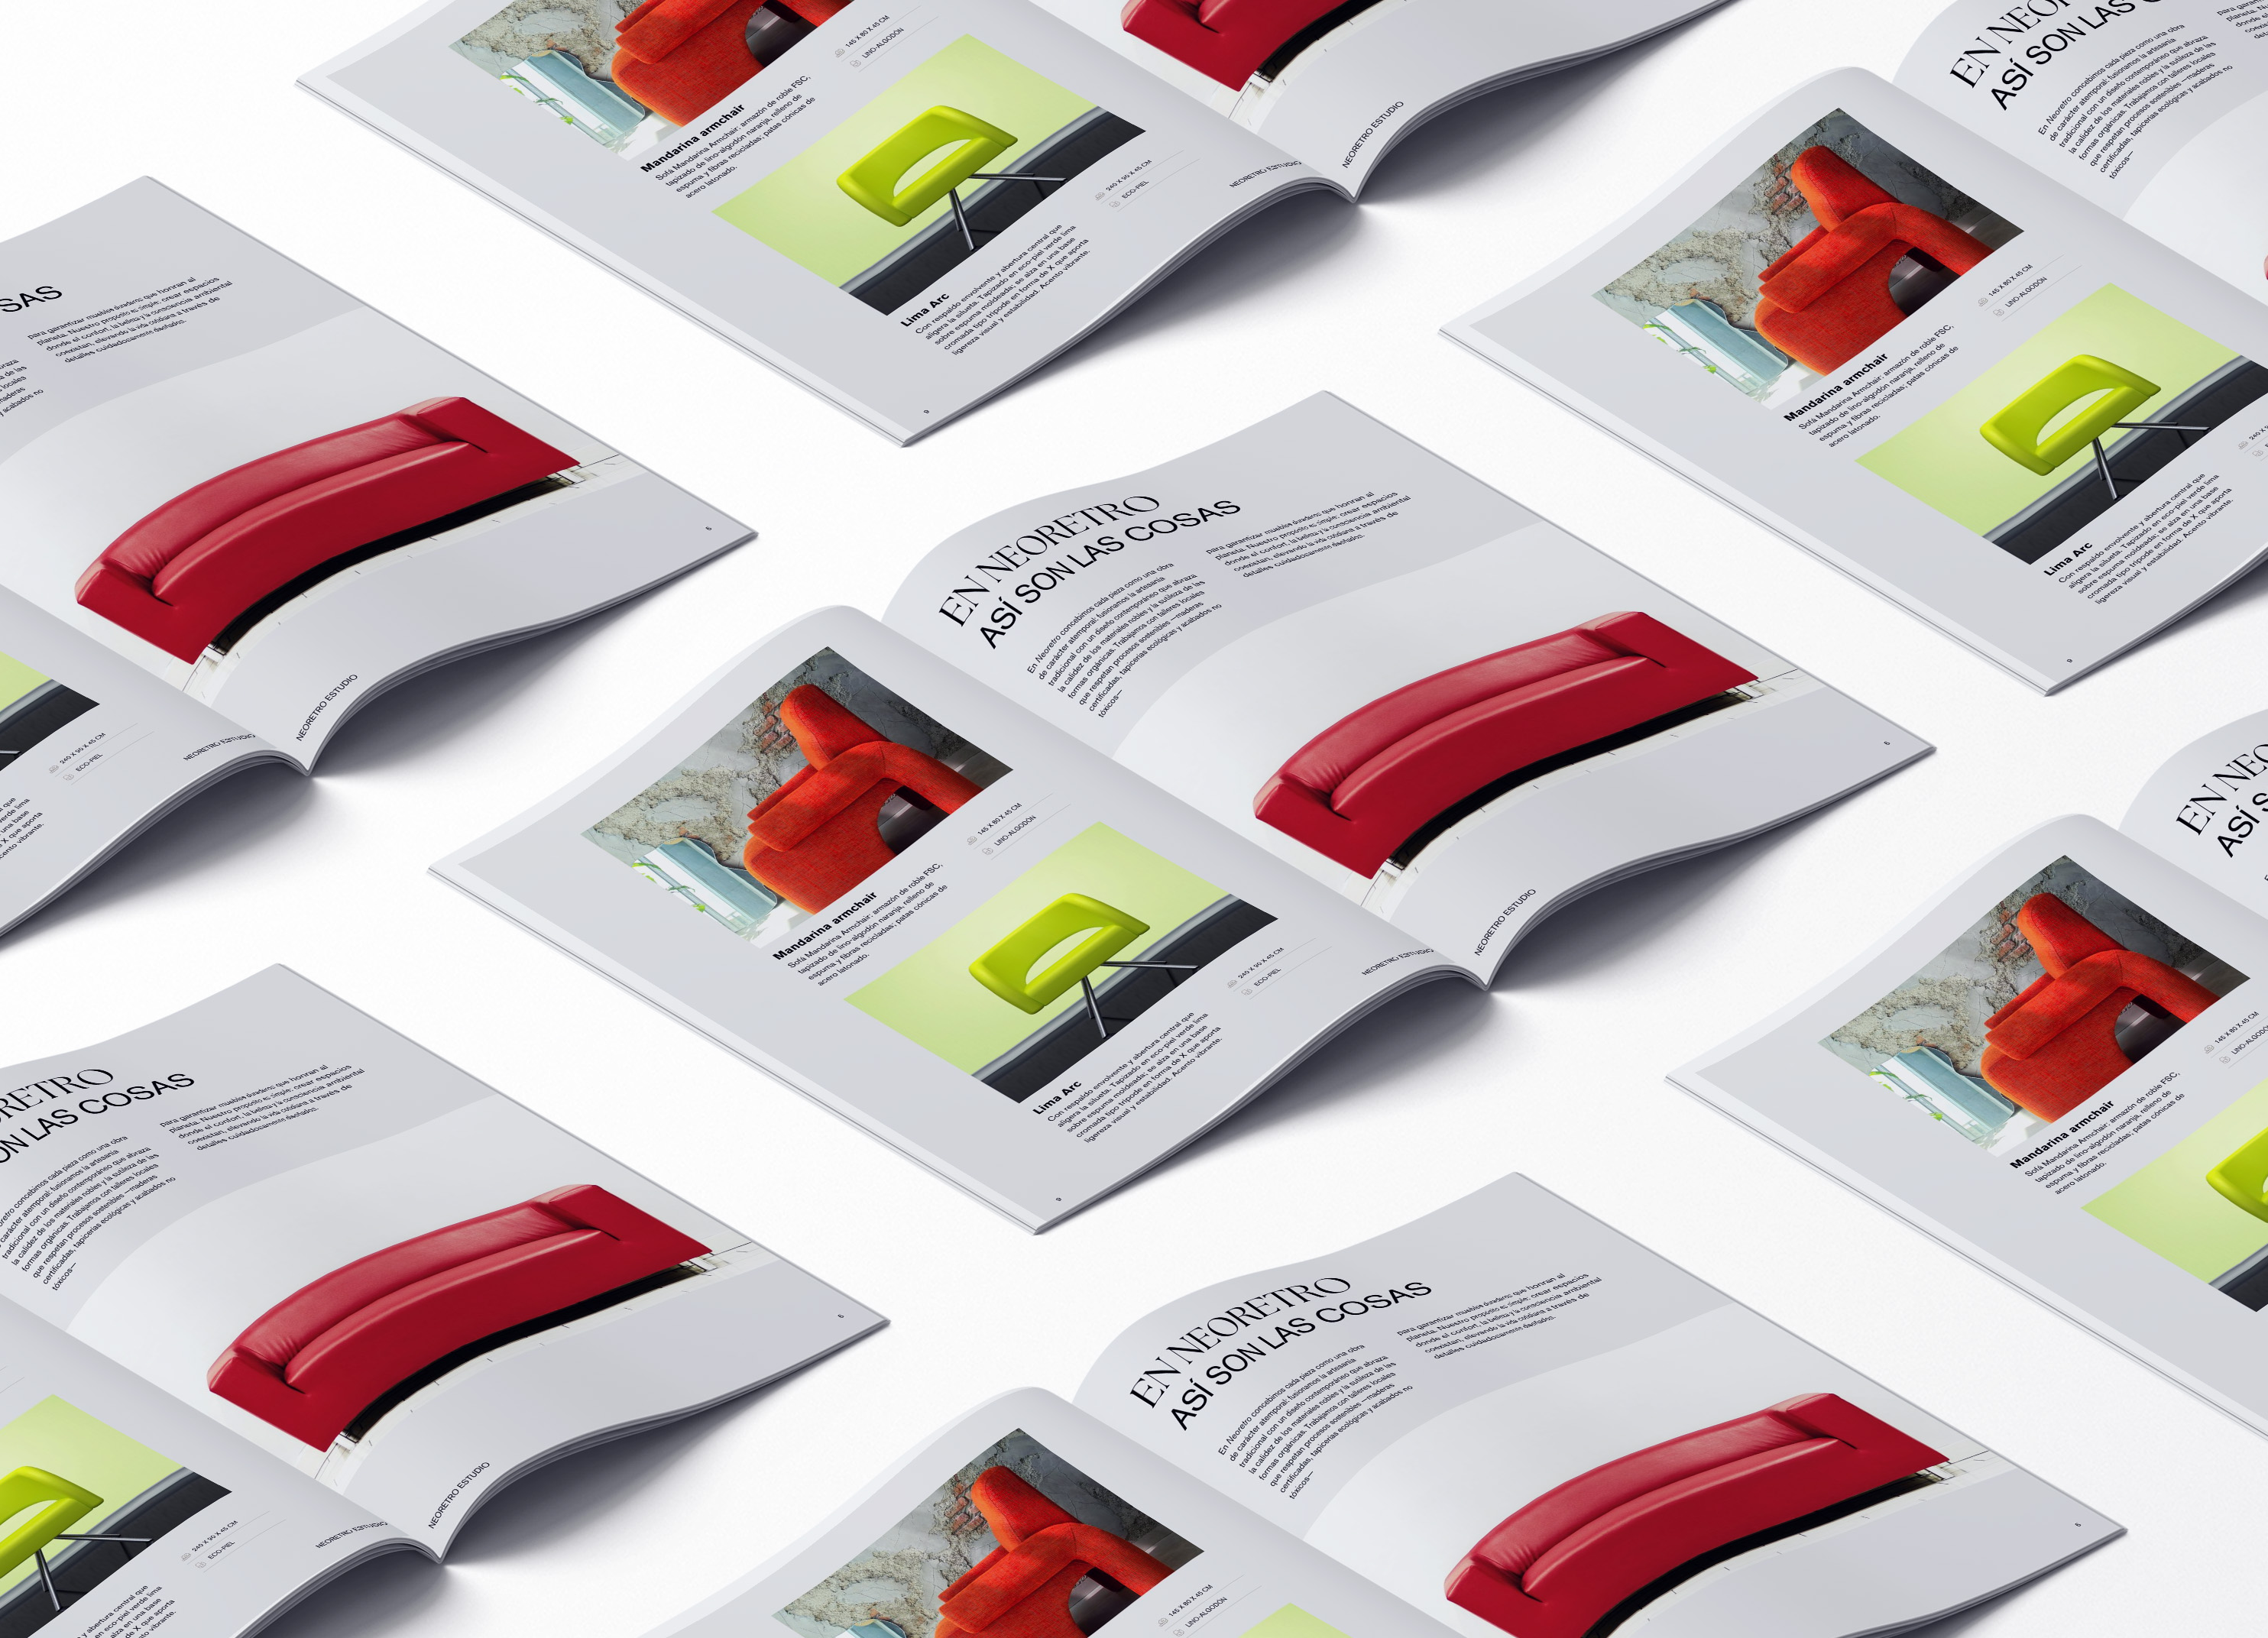 Mandarina armchair
Sofá Mandarina Armchair: armazón de roble FSC,
tapizado de lino-algodón naranja, relleno de
espuma y fibras recicladas; patas cónicas de
acero latonado.
145 X 80 X 45 CM
LINO-ALGODÓN
Lima Arc
Con respaldo envolvente y abertura central que
aligera la silueta. Tapizado en eco-piel verde lima
sobre espuma moldeada; se alza en una base
cromada tipo trípode en forma de X que aporta
ligereza visual y estabilidad. Acento vibrante.
240 X 90 X 45 CM
ECO-PIEL
NEORETRO ESTUDIO
9
EN NEORETRO
ASÍ SON LAS COSAS
En Neoretro concebimos cada pieza como una obra
de carácter atemporal: fusionamos la artesanía
tradicional con un diseño contemporáneo que abraza
la calidez de los materiales nobles y la sutileza de las
formas orgánicas. Trabajamos con talleres locales
que respetan procesos sostenibles —maderas
certificadas, tapicerías ecológicas y acabados no
tóxicos—
para garantizar muebles duraderos que honran al
planeta. Nuestro propósito es simple: crear espacios
donde el confort, la belleza y la consciencia ambiental
coexistan, elevando la vida cotidiana a través de
detalles cuidadosamente diseñados.
NEORETRO ESTUDIO
6